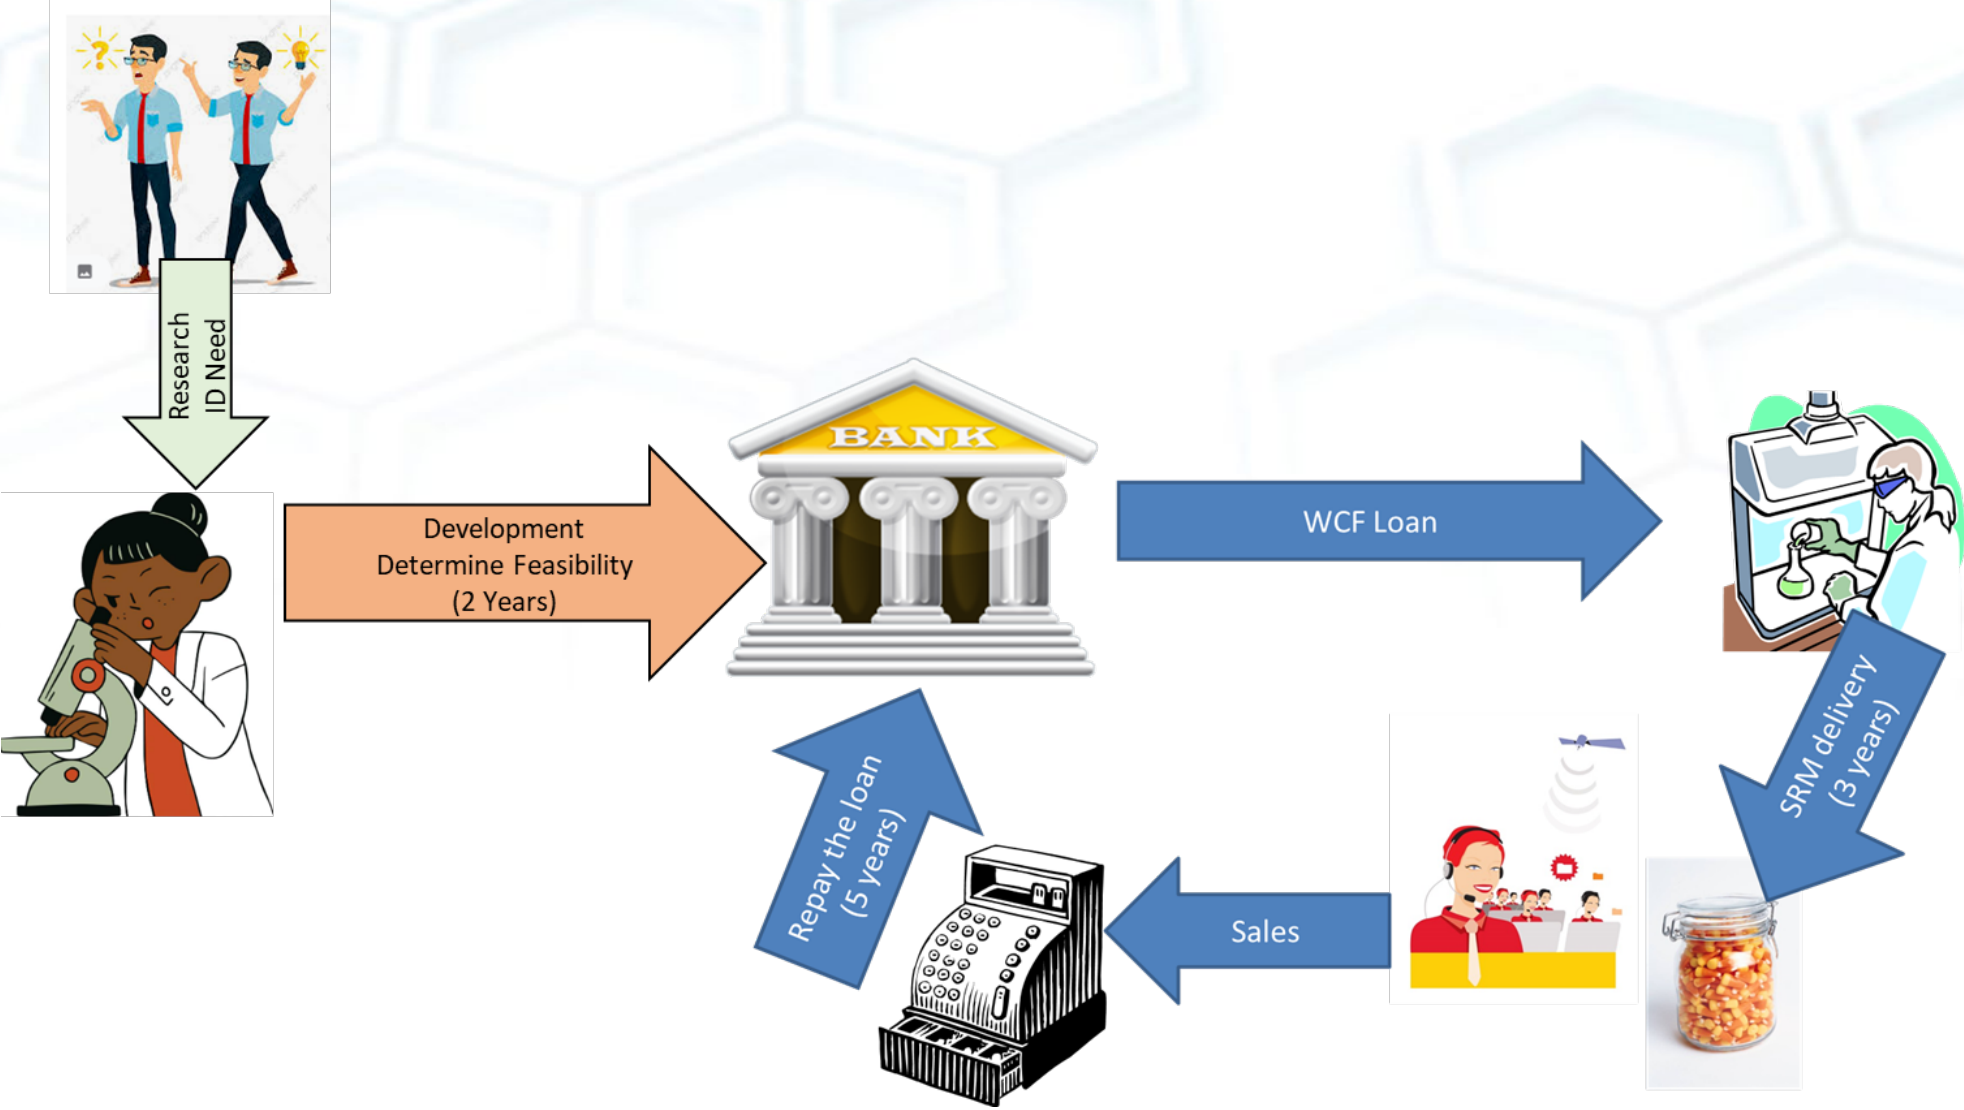 ?
Research
ID Need
Development
Determine Feasibility
(2 Years)
BANK
WCF Loan
SRM delivery
(3 years)
Sales
Repay the loan
(5 years)